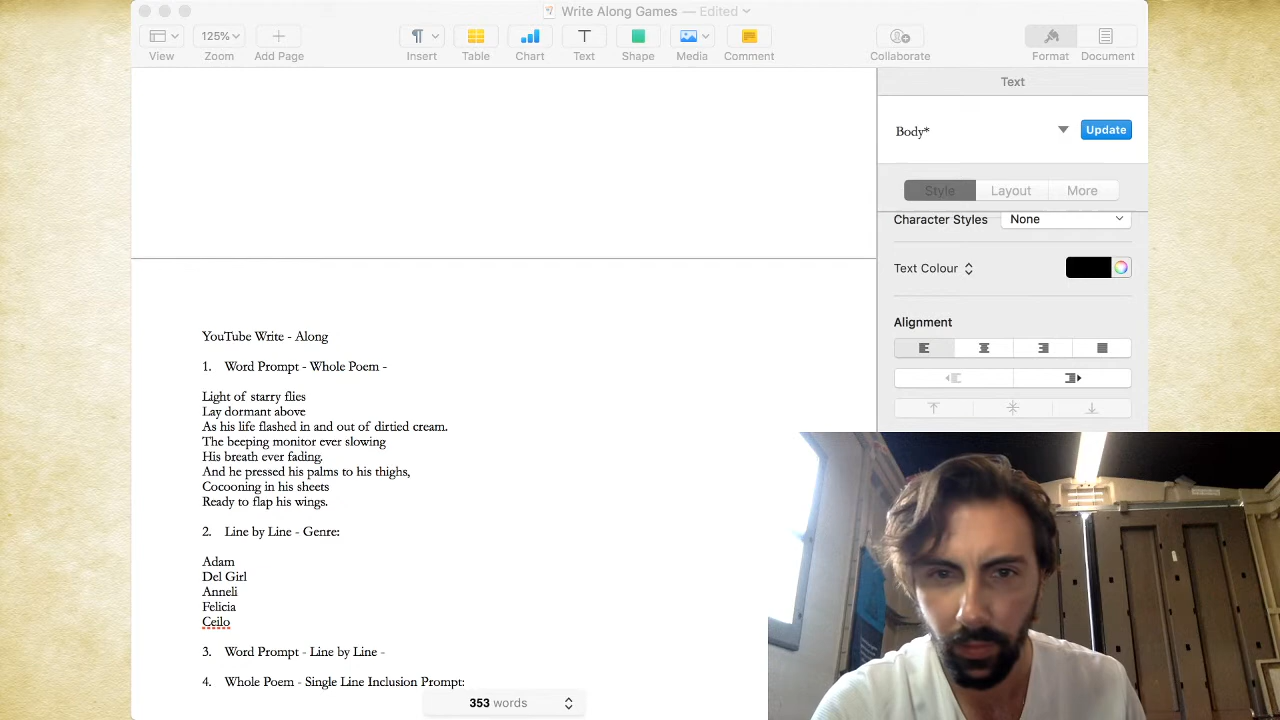 Write Along Games — Edited
125%
View
Zoom
Add Page
Insert
Table
Chart
Text
Shape
Media
Comment
Collaborate
Format
Document
Text
Body*
Update
Style
Layout
More
Character Styles
None
Text Colour
Alignment
YouTube Write - Along
1. Word Prompt - Whole Poem -
Light of starry flies
Lay dormant above
As his life flashed in and out of dirtied cream.
The beeping monitor ever slowing
His breath ever fading.
And he pressed his palms to his thighs,
Cocooning in his sheets
Ready to flap his wings.
2. Line by Line - Genre:
Adam
Del Girl
Anneli
Felicia
Ceilo
3. Word Prompt - Line by Line -
4. Whole Poem - Single Line Inclusion Prompt:
353 words